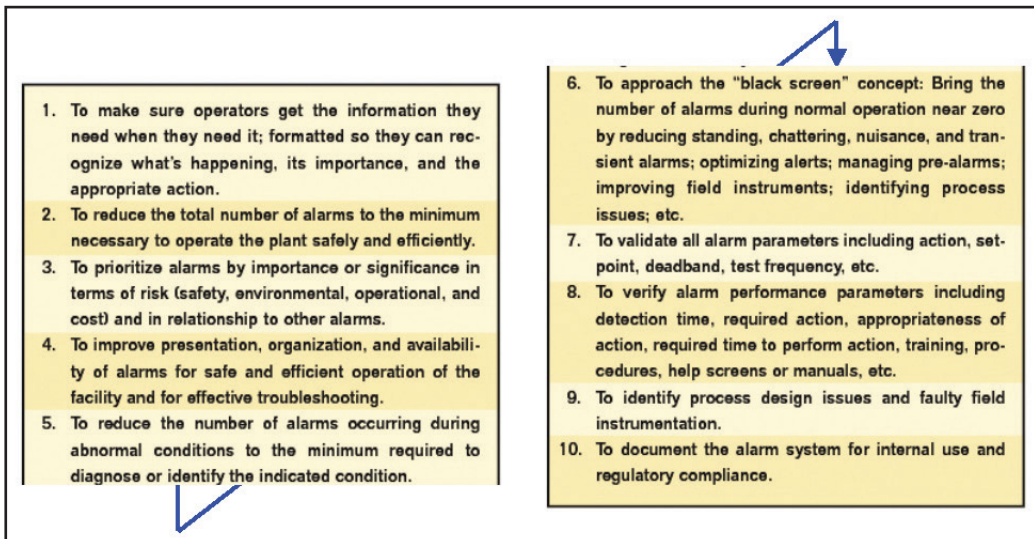 1. To make sure operators get the information they
need when they need it; formatted so they can rec-
ognize what's happening, its importance, and the
appropriate action.
2. To reduce the total number of alarms to the minimum
necessary to operate the plant safely and efficiently.
3. To prioritize alarms by importance or significance in
terms of risk (safety, environmental, operational, and
cost) and in relationship to other alarms.
4. To improve presentation, organization, and availabili-
ty of alarms for safe and efficient operation of the
facility and for effective troubleshooting.
5. To reduce the number of alarms occurring during
abnormal conditions to the minimum required to
diagnose or identify the indicated condition.
6. To approach the “black screen” concept: Bring the
number of alarms during normal operation near zero
by reducing standing, chattering, nuisance, and tran-
sient alarms; optimizing alerts; managing pre-alarms;
improving field instruments; identifying process
issues; etc.
7. To validate all alarm parameters including action, set-
point, deadband, test frequency, etc.
8. To verify alarm performance parameters including
detection time, required action, appropriateness of
action, required time to perform action, training, pro-
cedures, help screens or manuals, etc.
9. To identify process design issues and faulty field
instrumentation.
10. To document the alarm system for internal use and
regulatory compliance.